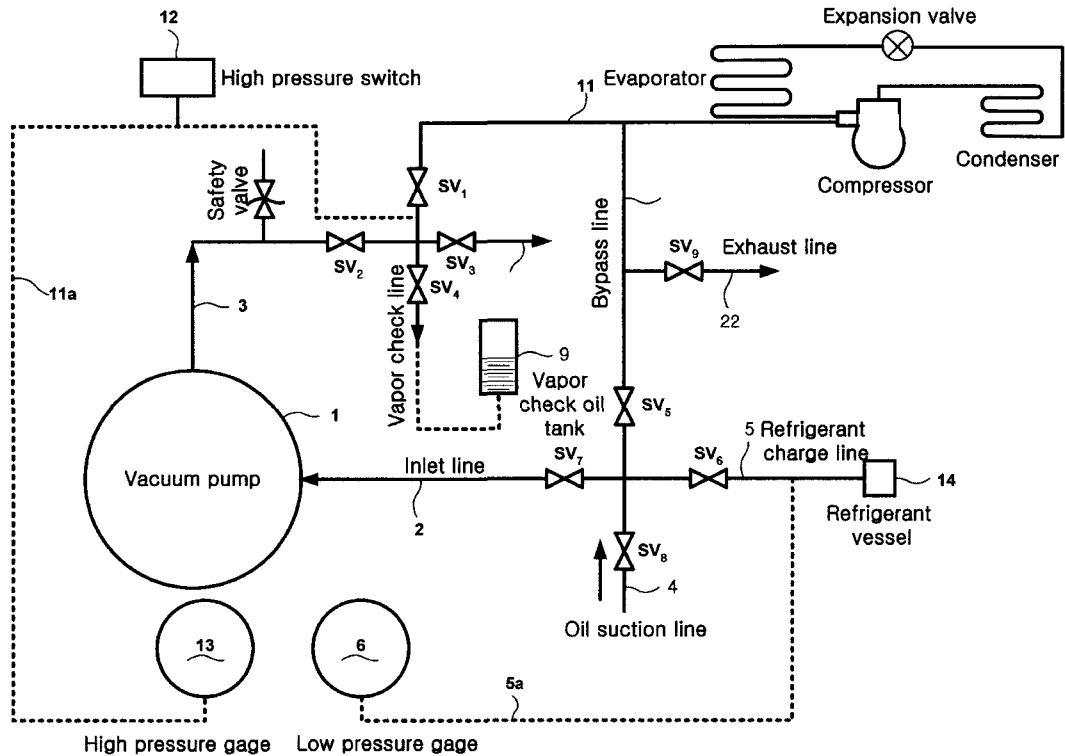 12
High pressure switch
Expansion valve
Evaporator
11
Compressor
Condenser
Safety
valve
SV1
SV2
SV3
SV4
11a
3
Vapor check line
9
Vapor
check oil
tank
Bypass line
SV9
Exhaust line
22
1
Vacuum pump
SV5
Inlet line
2
SV7
SV6
5
Refrigerant
charge line
14
Refrigerant
vessel
SV8
4
Oil suction line
13
6
5a
High pressure gage
Low pressure gage